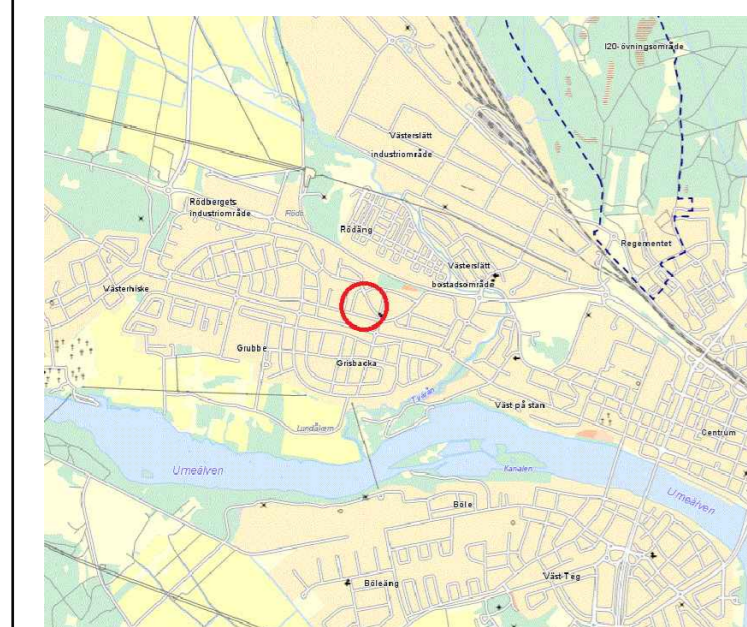 I20-övningsområde
Västerslätt
industriområde
Rödbergets
industriområde
Rödäng
Regementet
Västerslätt
bostadsområde
Västerhiske
Grubbe
Grisbacka
Tvärån
Väst på stan
Lundåkern
Centrum
Umeälven
Kanalen
Umeälven
Böle
Böleäng
Väst-Teg